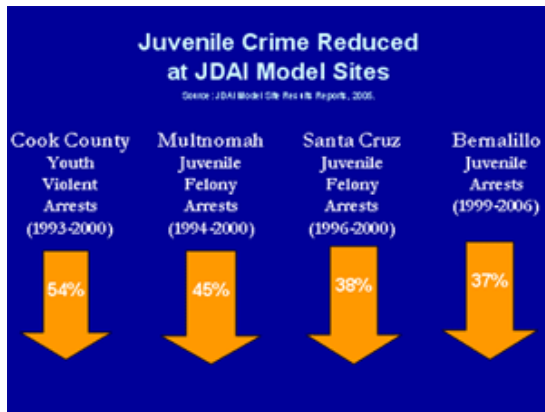 Juvenile Crime Reduced
at JDAI Model Sites
Source: JDAI Model Site Results Reports, 2006.
Cook County
Youth
Violent
Arrests
(1993-2000)
54%
Multnomah
Juvenile
Felony
Arrests
(1994-2000)
45%
Santa Cruz
Juvenile
Felony
Arrests
(1996-2000)
38%
Bernalillo
Juvenile
Arrests
(1999-2006)
37%